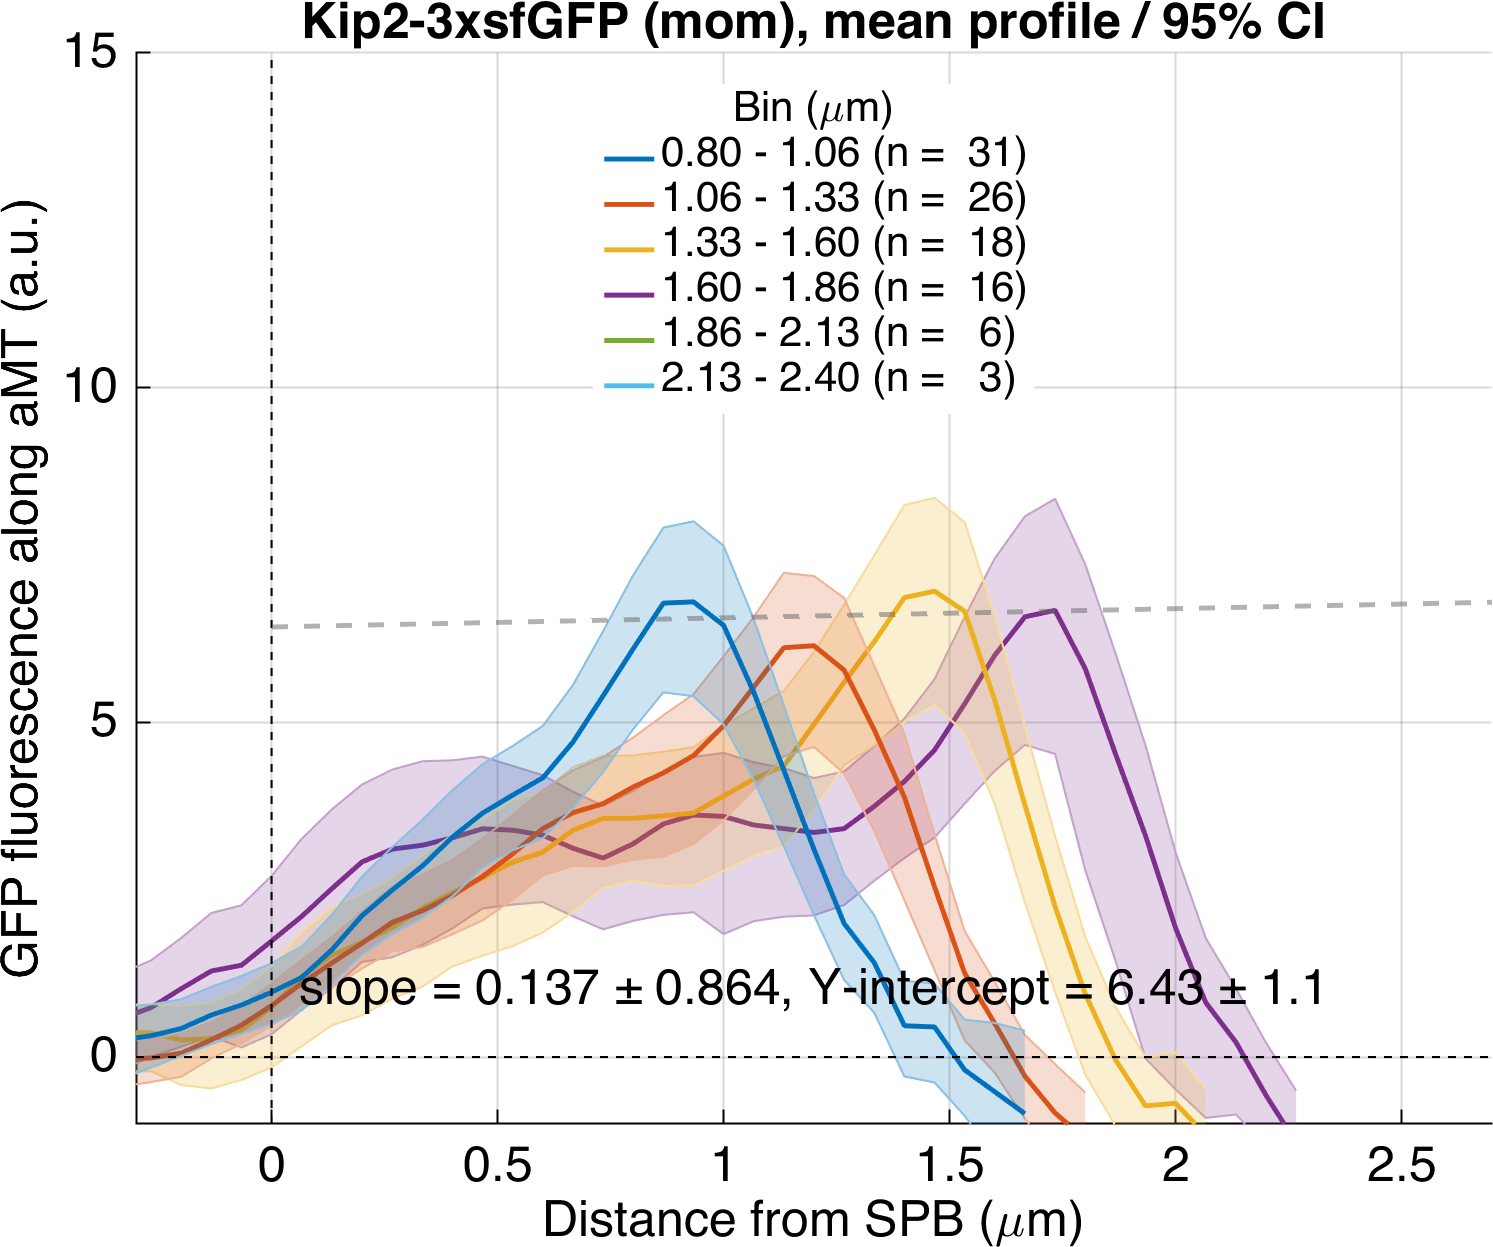 Kip2-3xsfGFP (mom), mean profile / 95% CI
GFP fluorescence along aMT (a.u.)
15
10
5
0
Bin (μm)
0.80 - 1.06 (n = 31)
1.06 - 1.33 (n = 26)
1.33 - 1.60 (n = 18)
1.60 - 1.86 (n = 16)
1.86 - 2.13 (n = 6)
2.13 - 2.40 (n = 3)
slope = 0.137 ± 0.864, Y-intercept = 6.43 ± 1.1
0 0.5 1 1.5 2 2.5
Distance from SPB (μm)